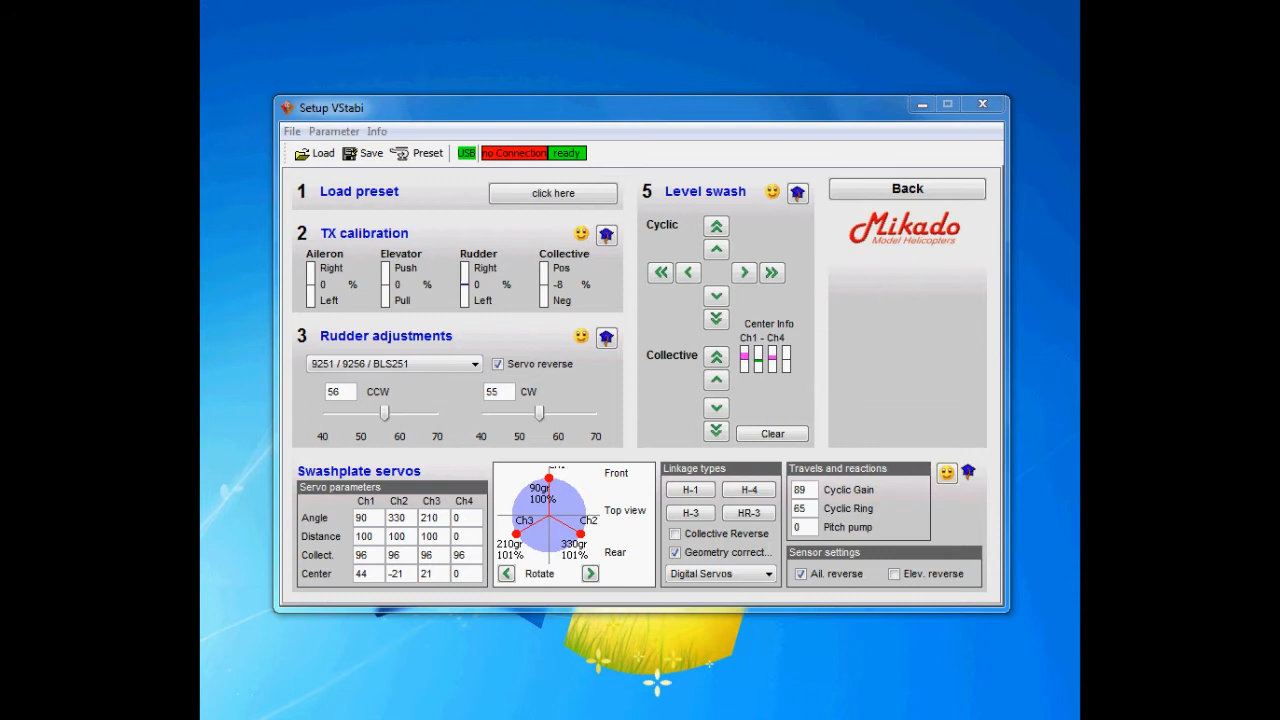 Setup VStabi
File Parameter Info
Load Save Preset USB no Connection ready
1 Load preset click here
2 TX calibration
Aileron Elevator Rudder Collective
Right Push Right Pos
0 % 0 % 0 % -8 %
Left Pull Left Neg
3 Rudder adjustments
9251 / 9256 / BLS251 Servo reverse
56 CCW 55 CW
40 50 60 70 40 50 60 70
5 Level swash
Cyclic
Center Info
Ch1 - Ch4
Collective
Clear
Back
Mikado
Model Helicopters
Swashplate servos
Servo parameters
Ch1 Ch2 Ch3 Ch4
Angle 90 330 210 0
Distance 100 100 100 0
Collect. 96 96 96 96
Center 44 -21 21 0
Front
90gr
100%
Top view
Ch3 Ch2
210gr 330gr
101% 101%
Rear
Rotate
Linkage types
H-1 H-4
H-3 HR-3
Collective Reverse
Geometry correct...
Digital Servos
Travels and reactions
89 Cyclic Gain
65 Cyclic Ring
0 Pitch pump
Sensor settings
Ail. reverse Elev. reverse